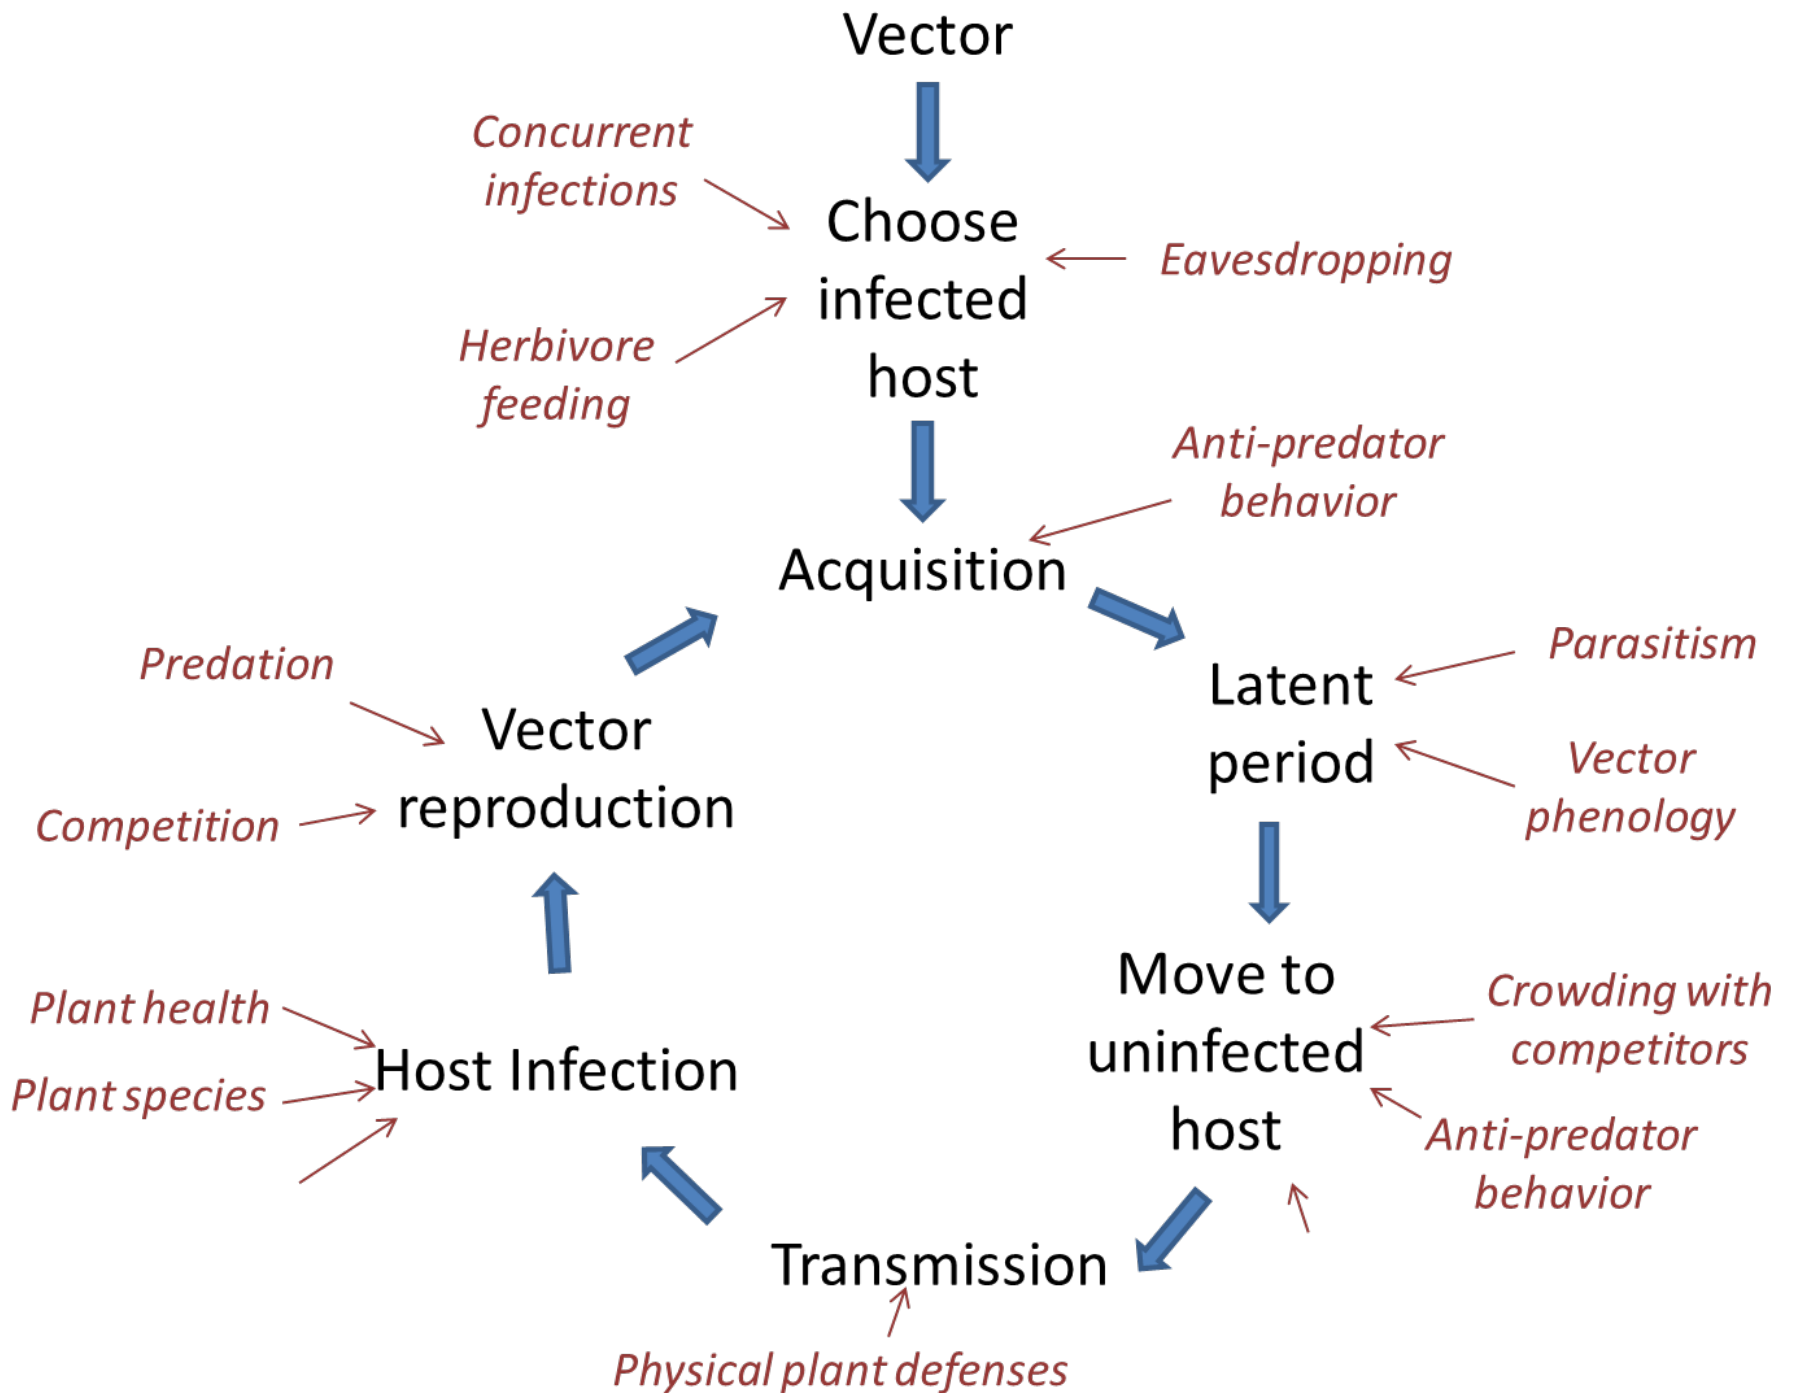 Vector
Concurrent
infections
Choose
infected
host
Eavesdropping
Herbivore
feeding
Anti-predator
behavior
Acquisition
Parasitism
Latent
period
Vector
phenology
Predation
Vector
reproduction
Competition
Move to
uninfected
host
Crowding with
competitors
Anti-predator
behavior
Plant health
Host Infection
Plant species
Transmission
Physical plant defenses